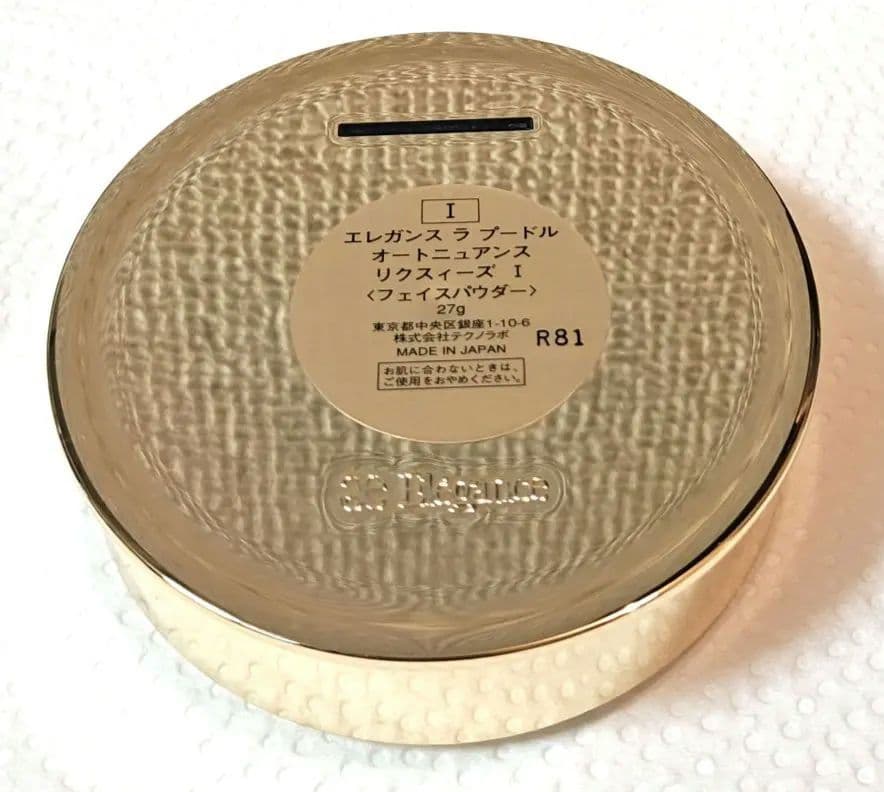 I
エレガンス ラ プードル
オートニュアンス
リクスィーズ I
〈フェイスパウダー〉
27g
東京都中央区銀座1-10-6
株式会社テクノラボ
MADE IN JAPAN
R81
お肌に合わないときは、
ご使用をおやめください。
Elégance